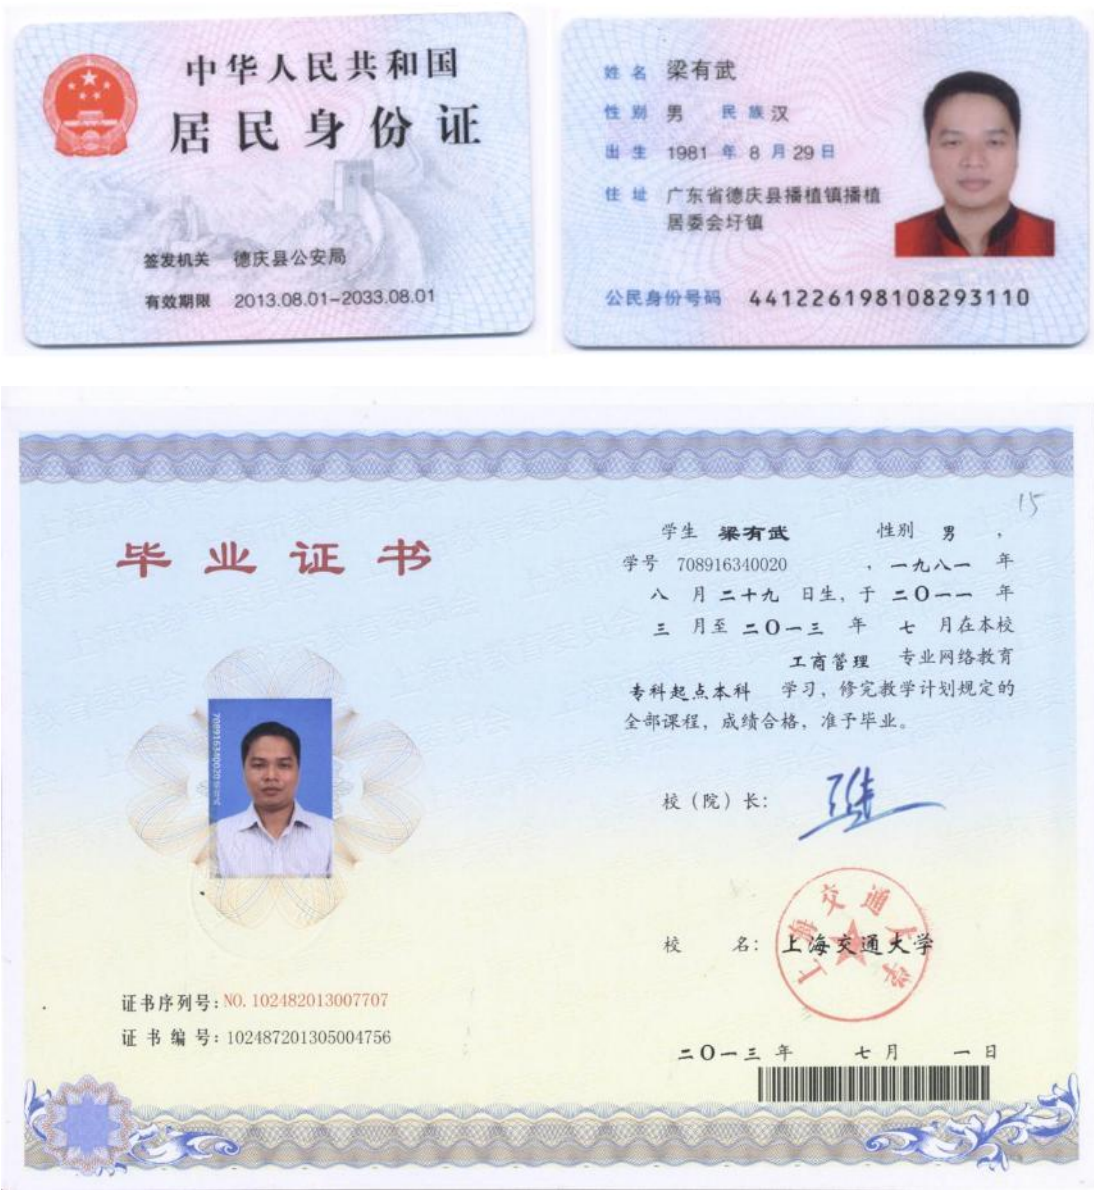 中华人民共和国
居民身份证
签发机关 德庆县公安局
有效期限 2013.08.01-2033.08.01
姓名 梁有武
性别 男 民族 汉
出生 1981 年 8 月 29 日
住址 广东省德庆县播植镇播植
居委会圩镇
公民身份号码 441226198108293110
15
毕业证书
708916340020
证书序列号:NO. 102482013007707
证书编号:102487201305004756
学生 梁有武 性别 男 ,
学号 708916340020 , 一九八一 年
八 月 二十九 日生, 于 二〇一一 年
三 月至 二〇一三 年 七 月在本校
工商管理 专业网络教育
专科起点本科 学习, 修完教学计划规定的
全部课程, 成绩合格, 准予毕业。
校(院)长:
校 名: 上海交通大学
上海交通大学
二〇一三 年 七 月 一 日